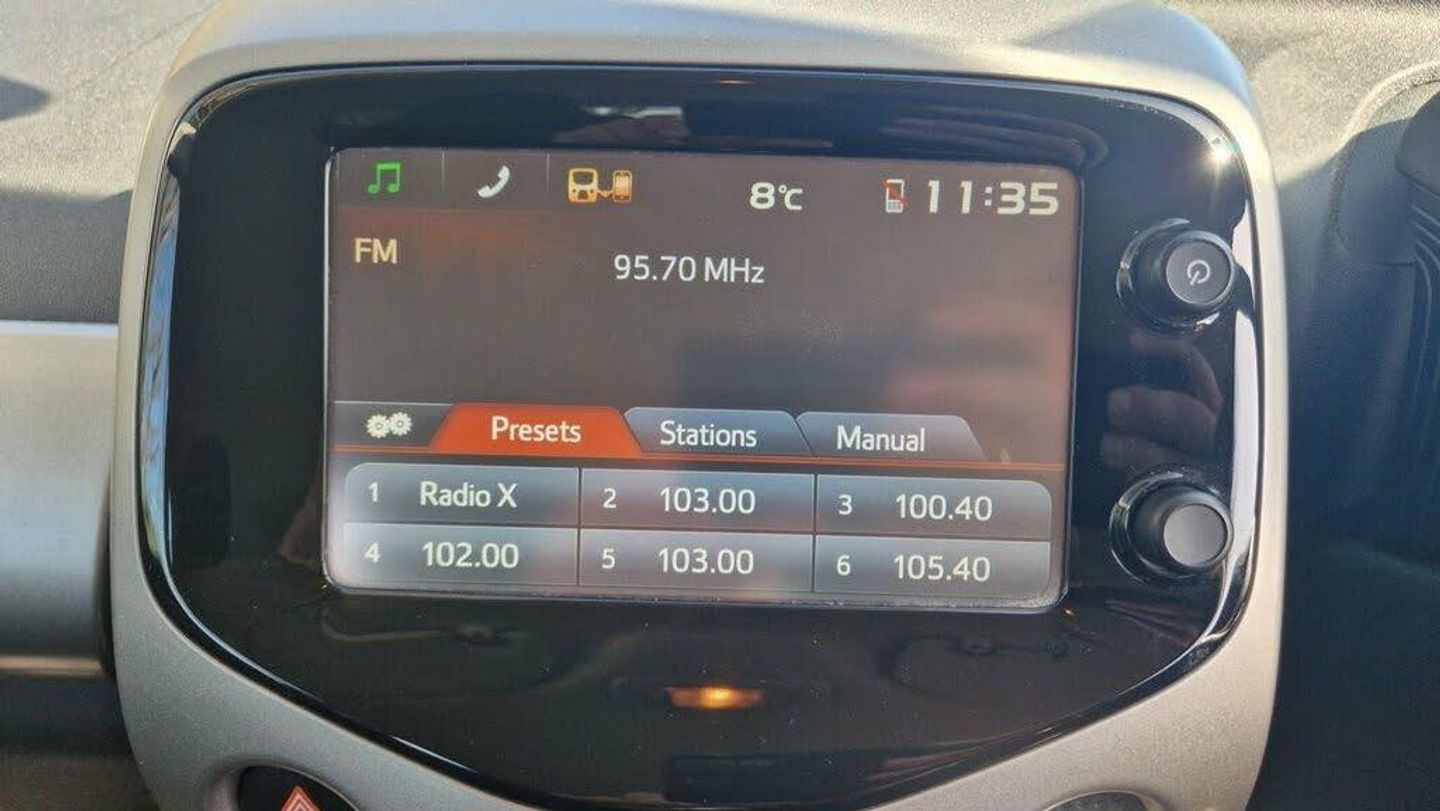 8°C 11:35
FM
95.70 MHz
Presets Stations Manual
1 Radio X 2 103.00 3 100.40
4 102.00 5 103.00 6 105.40